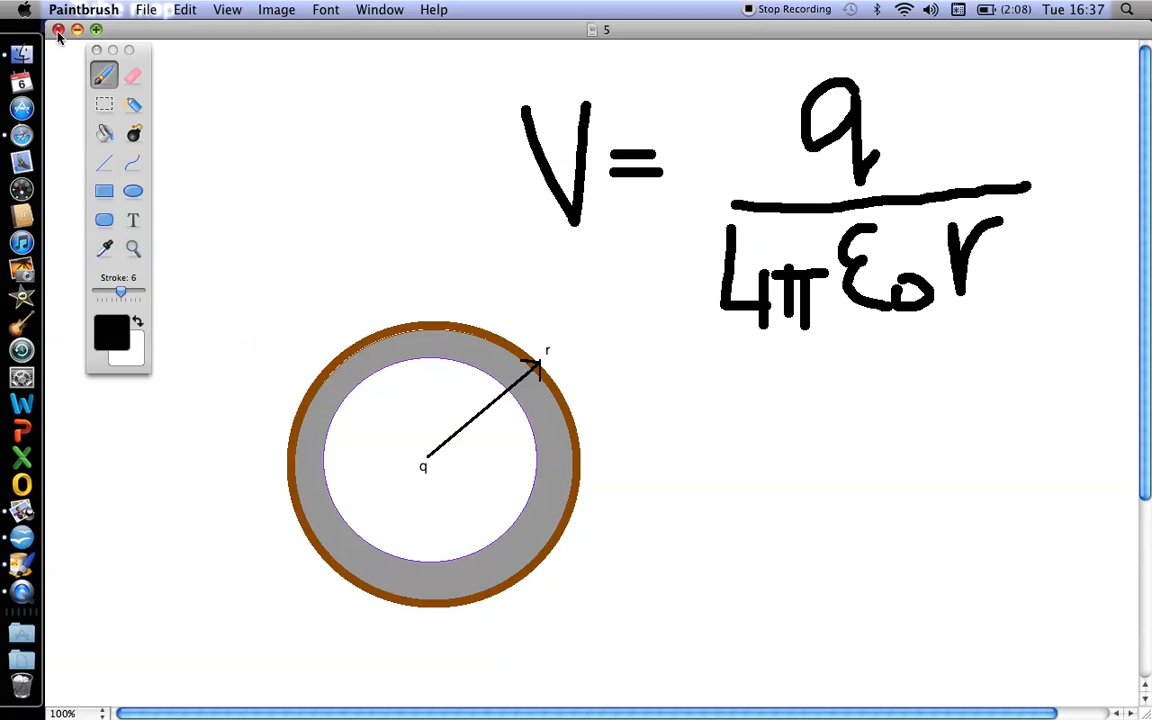 Paintbrush File Edit View Image Font Window Help Stop Recording (2:08) Tue 16:37
5
6
V = q
4πε₀r
T
Stroke: 6
r
q
W
P
X
O
100%